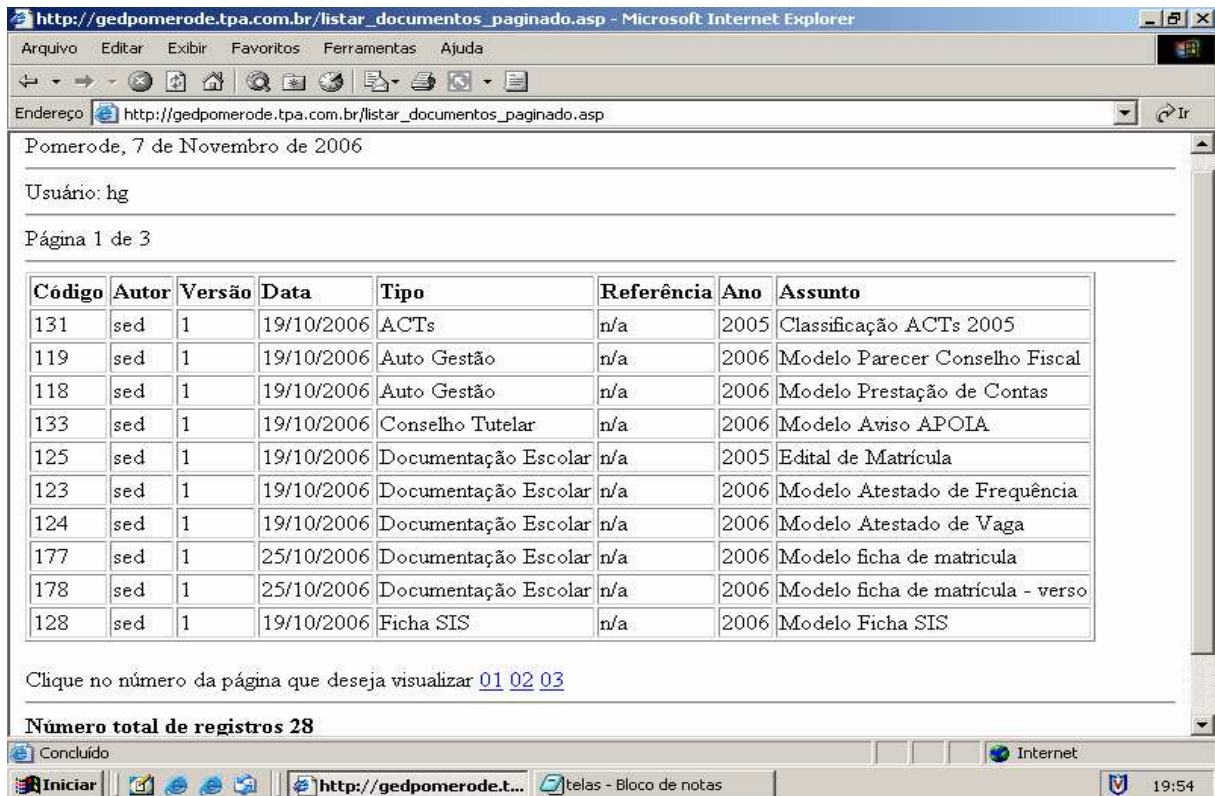 http://gedpomerode.tpa.com.br/listar_documentos_paginado.asp - Microsoft Internet Explorer
Arquivo Editar Exibir Favoritos Ferramentas Ajuda
Endereço http://gedpomerode.tpa.com.br/listar_documentos_paginado.asp Ir
Pomerode, 7 de Novembro de 2006
Usuário: hg
Página 1 de 3
Código Autor Versão Data Tipo Referência Ano Assunto
131 sed 1 19/10/2006 ACTs n/a 2005 Classificação ACTs 2005
119 sed 1 19/10/2006 Auto Gestão n/a 2006 Modelo Parecer Conselho Fiscal
118 sed 1 19/10/2006 Auto Gestão n/a 2006 Modelo Prestação de Contas
133 sed 1 19/10/2006 Conselho Tutelar n/a 2006 Modelo Aviso APOIA
125 sed 1 19/10/2006 Documentação Escolar n/a 2005 Edital de Matrícula
123 sed 1 19/10/2006 Documentação Escolar n/a 2006 Modelo Atestado de Frequência
124 sed 1 19/10/2006 Documentação Escolar n/a 2006 Modelo Atestado de Vaga
177 sed 1 25/10/2006 Documentação Escolar n/a 2006 Modelo ficha de matricula
178 sed 1 25/10/2006 Documentação Escolar n/a 2006 Modelo ficha de matrícula - verso
128 sed 1 19/10/2006 Ficha SIS n/a 2006 Modelo Ficha SIS
Clique no número da página que deseja visualizar 01 02 03
Número total de registros 28
Concluído Internet
Iniciar http://gedpomerode.t... telas - Bloco de notas 19:54